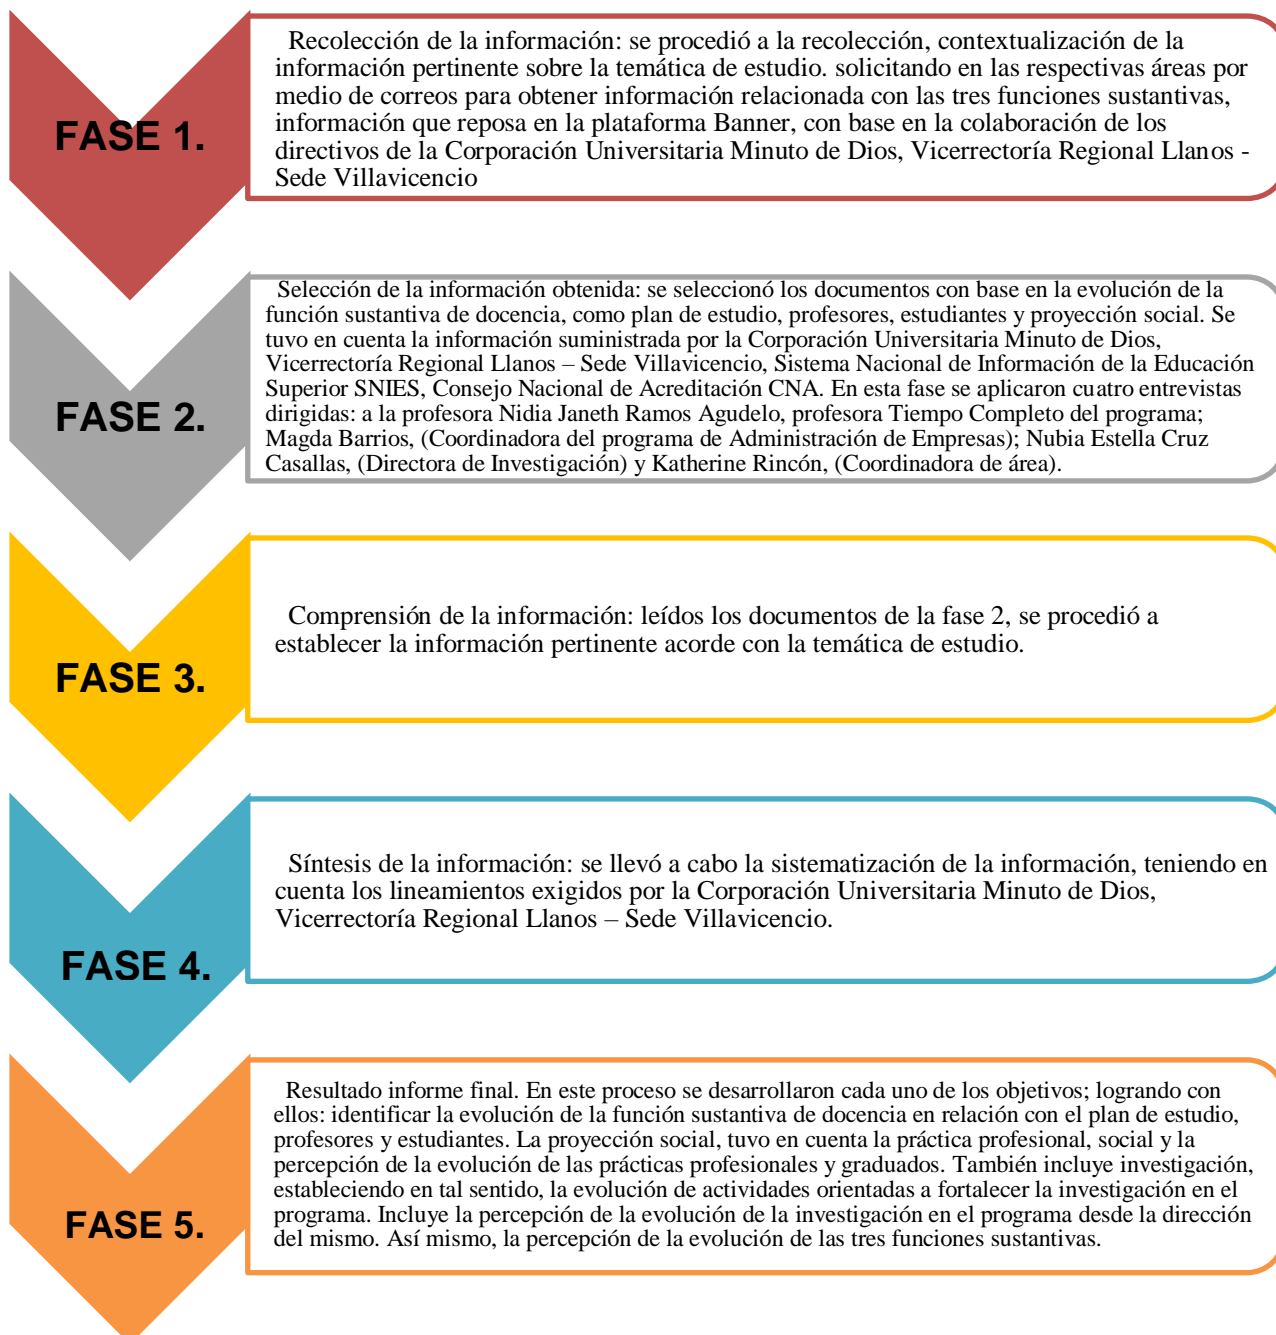 FASE 1.
Recolección de la información: se procedió a la recolección, contextualización de la
información pertinente sobre la temática de estudio. solicitando en las respectivas áreas por
medio de correos para obtener información relacionada con las tres funciones sustantivas,
información que reposa en la plataforma Banner, con base en la colaboración de los
directivos de la Corporación Universitaria Minuto de Dios, Vicerrectoría Regional Llanos -
Sede Villavicencio
FASE 2.
Selección de la información obtenida: se seleccionó los documentos con base en la evolución de la
función sustantiva de docencia, como plan de estudio, profesores, estudiantes y proyección social. Se
tuvo en cuenta la información suministrada por la Corporación Universitaria Minuto de Dios,
Vicerrectoría Regional Llanos – Sede Villavicencio, Sistema Nacional de Información de la Educación
Superior SNIES, Consejo Nacional de Acreditación CNA. En esta fase se aplicaron cuatro entrevistas
dirigidas: a la profesora Nidia Janeth Ramos Agudelo, profesora Tiempo Completo del programa;
Magda Barrios, (Coordinadora del programa de Administración de Empresas); Nubia Estella Cruz
Casallas, (Directora de Investigación) y Katherine Rincón, (Coordinadora de área).
FASE 3.
Comprensión de la información: leídos los documentos de la fase 2, se procedió a
establecer la información pertinente acorde con la temática de estudio.
FASE 4.
Síntesis de la información: se llevó a cabo la sistematización de la información, teniendo en
cuenta los lineamientos exigidos por la Corporación Universitaria Minuto de Dios,
Vicerrectoría Regional Llanos – Sede Villavicencio.
FASE 5.
Resultado informe final. En este proceso se desarrollaron cada uno de los objetivos; logrando con
ellos: identificar la evolución de la función sustantiva de docencia en relación con el plan de estudio,
profesores y estudiantes. La proyección social, tuvo en cuenta la práctica profesional, social y la
percepción de la evolución de las prácticas profesionales y graduados. También incluye investigación,
estableciendo en tal sentido, la evolución de actividades orientadas a fortalecer la investigación en el
programa. Incluye la percepción de la evolución de la investigación en el programa desde la dirección
del mismo. Así mismo, la percepción de la evolución de las tres funciones sustantivas.